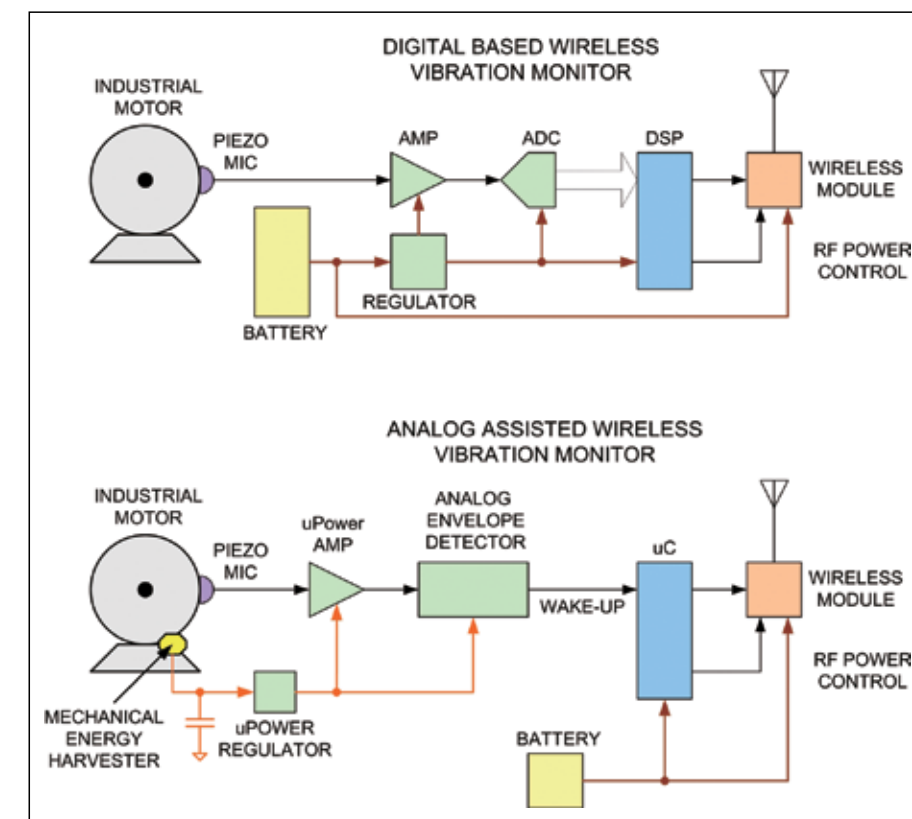 DIGITAL BASED WIRELESS
VIBRATION MONITOR
INDUSTRIAL
MOTOR
PIEZO
MIC
AMP
ADC
DSP
WIRELESS
MODULE
RF POWER
CONTROL
REGULATOR
BATTERY
ANALOG ASSISTED WIRELESS
VIBRATION MONITOR
INDUSTRIAL
MOTOR
PIEZO
MIC
uPower
AMP
ANALOG
ENVELOPE
DETECTOR
WAKE-UP
uC
WIRELESS
MODULE
RF POWER
CONTROL
MECHANICAL
ENERGY
HARVESTER
uPOWER
REGULATOR
BATTERY